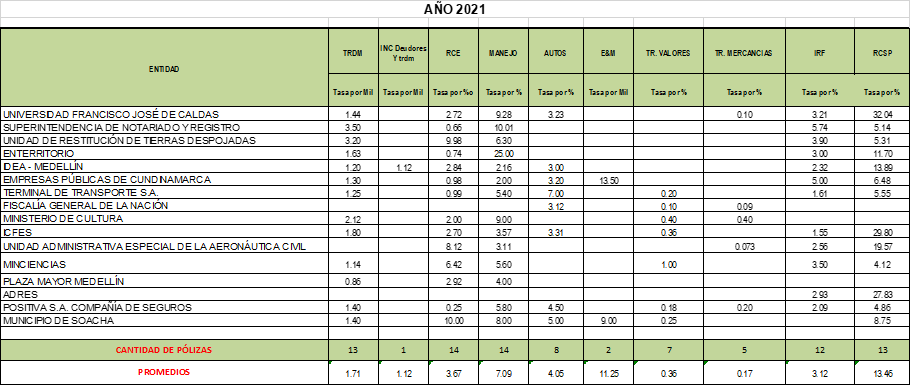 AÑO 2021
ENTIDAD TRDM INC Deudores Y trdm RCE MANEJO AUTOS E&M TR. VALORES TR. MERCANCIAS IRF RCSP
Tasa por Mil Tasa por Mil Tasa por %o Tasa por % Tasa por % Tasa por Mil Tasa por % Tasa por % Tasa por % Tasa por %
UNIVERSIDAD FRANCISCO JOSÉ DE CALDAS 1.44 2.72 9.28 3.23 0.10 3.21 32.04
SUPERINTENDENCIA DE NOTARIADO Y REGISTRO 3.50 0.66 10.01 5.74 5.14
UNIDAD DE RESTITUCIÓN DE TIERRAS DESPOJADAS 3.20 9.98 6.30 3.90 5.31
ENTERRITORIO 1.63 0.74 25.00 3.00 11.70
IDEA - MEDELLÍN 1.20 1.12 2.84 2.16 3.00 2.32 13.89
EMPRESAS PÚBLICAS DE CUNDINAMARCA 1.30 0.98 2.00 3.20 13.50 5.00 6.48
TERMINAL DE TRANSPORTE S.A. 1.25 0.99 5.40 7.00 0.20 1.61 5.55
FISCALÍA GENERAL DE LA NACIÓN 3.12 0.10 0.09
MINISTERIO DE CULTURA 2.12 2.00 9.00 0.40 0.40
ICFES 1.80 2.70 3.57 3.31 0.36 1.55 29.80
UNIDAD ADMINISTRATIVA ESPECIAL DE LA AERONÁUTICA CIVIL 8.12 3.11 0.073 2.56 19.57
MINCIENCIAS 1.14 6.42 5.60 1.00 3.50 4.12
PLAZA MAYOR MEDELLÍN 0.86 2.92 4.00
ADRES 2.93 27.83
POSITIVA S.A. COMPAÑÍA DE SEGUROS 1.40 0.25 5.80 4.50 0.18 0.20 2.09 4.86
MUNICIPIO DE SOACHA 1.40 10.00 8.00 5.00 9.00 0.25 8.75
CANTIDAD DE PÓLIZAS 13 1 14 14 8 2 7 5 12 13
PROMEDIOS 1.71 1.12 3.67 7.09 4.05 11.25 0.36 0.17 3.12 13.46